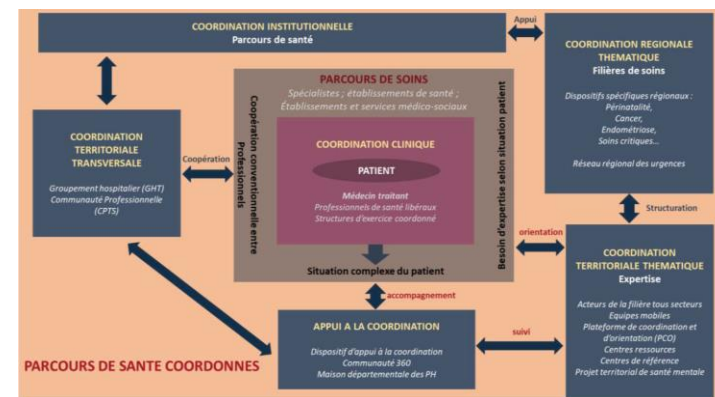 COORDINATION INSTITUTIONNELLE
Parcours de santé
Appui
COORDINATION REGIONALE
THEMATIQUE
Filières de soins
Dispositifs spécifiques régionaux :
Périnatalité,
Cancer,
Endométriose,
Soins critiques...
Réseau régional des urgences
COORDINATION
TERRITORIALE
TRANSVERSALE
Groupement hospitalier (GHT)
Communauté Professionnelle
(CPTS)
Coopération
Coopération conventionnelle entre
Professionnels
PARCOURS DE SOINS
Spécialistes ; établissements de santé ;
Établissements et services médico-sociaux
COORDINATION CLINIQUE
PATIENT
Médecin traitant
Professionnels de santé libéraux
Structures d'exercice coordonné
Situation complexe du patient
Besoin d'expertise selon situation patient
orientation
Structuration
COORDINATION
TERRITORIALE THEMATIQUE
Expertise
Acteurs de la filière tous secteurs
Equipes mobiles
Plateforme de coordination et
d'orientation (PCO)
Centres ressources
Centres de référence
Projet territorial de santé mentale
accompagnement
APPUI A LA COORDINATION
Dispositif d'appui à la coordination
Communauté 360
Maison départementale des PH
suivi
PARCOURS DE SANTE COORDONNES